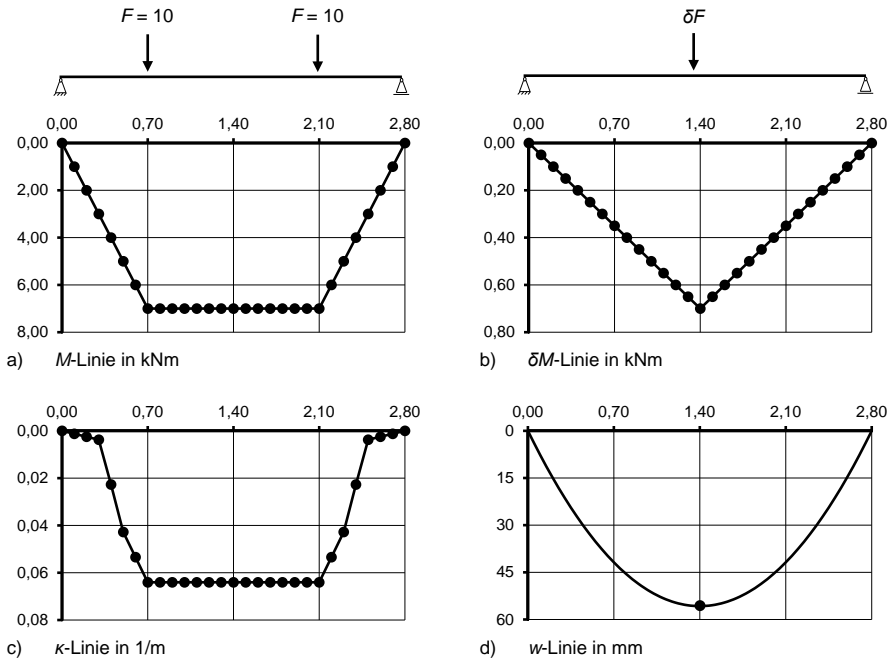 F = 10 F = 10
0,00 0,70 1,40 2,10 2,80
0,00
2,00
4,00
6,00
8,00
a) M-Linie in kNm
δF
0,00 0,70 1,40 2,10 2,80
0,00
0,20
0,40
0,60
0,80
b) δM-Linie in kNm
0,00 0,70 1,40 2,10 2,80
0,00
0,02
0,04
0,06
0,08
c) κ-Linie in 1/m
0,00 0,70 1,40 2,10 2,80
0
15
30
45
60
d) w-Linie in mm